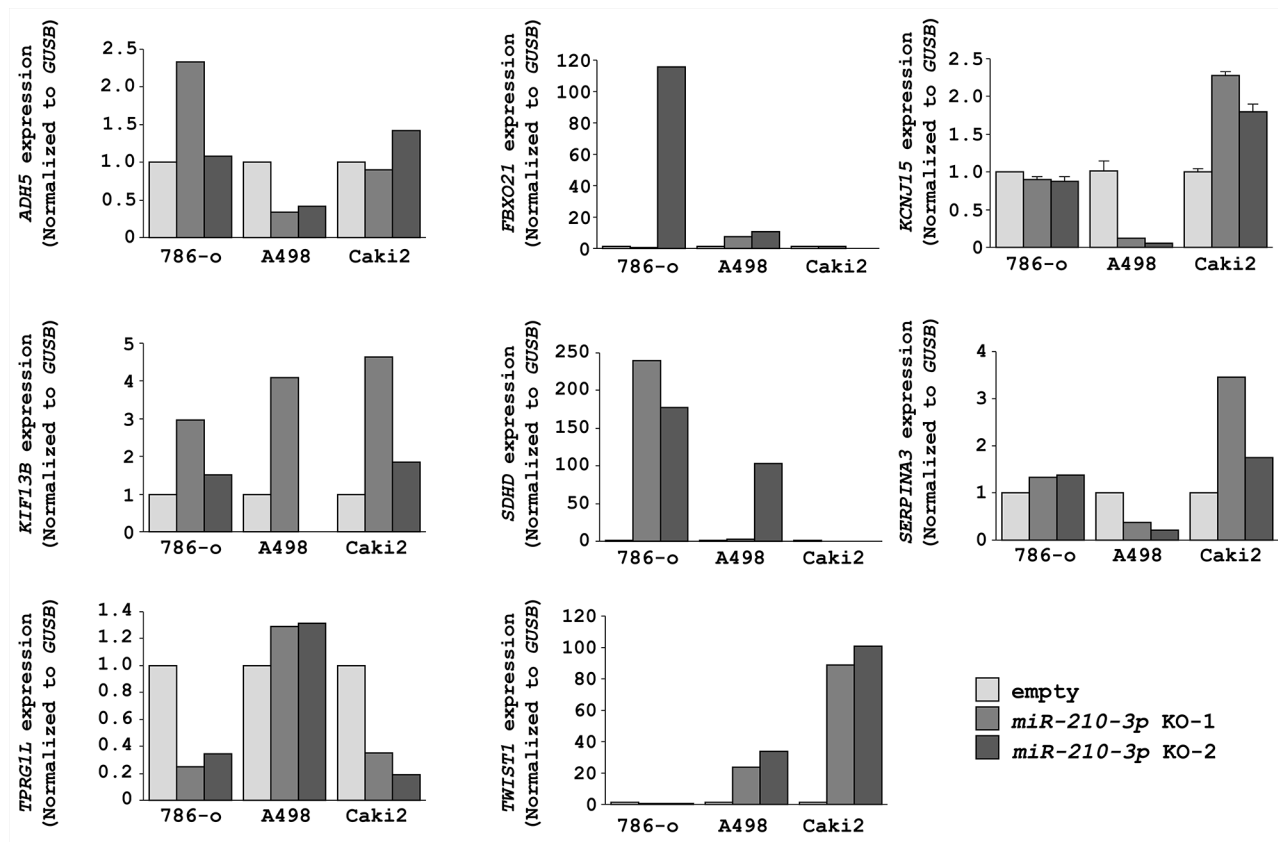 ADH5 expression
(Normalized to GUSB)
2.5
2.0
1.5
1.0
0.5
0
786-o A498 Caki2
FBXO21 expression
(Normalized to GUSB)
120
100
80
60
40
20
0
786-o A498 Caki2
KCNJ15 expression
(Normalized to GUSB)
2.5
2.0
1.5
1.0
0.5
0
786-o A498 Caki2
KIF13B expression
(Normalized to GUSB)
5
4
3
2
1
0
786-o A498 Caki2
SDHD expression
(Normalized to GUSB)
250
200
150
100
50
0
786-o A498 Caki2
SERPINA3 expression
(Normalized to GUSB)
4
3
2
1
0
786-o A498 Caki2
TPRG1L expression
(Normalized to GUSB)
1.4
1.2
1.0
0.8
0.6
0.4
0.2
0
786-o A498 Caki2
TWIST1 expression
(Normalized to GUSB)
120
100
80
60
40
20
0
786-o A498 Caki2
empty
miR-210-3p KO-1
miR-210-3p KO-2